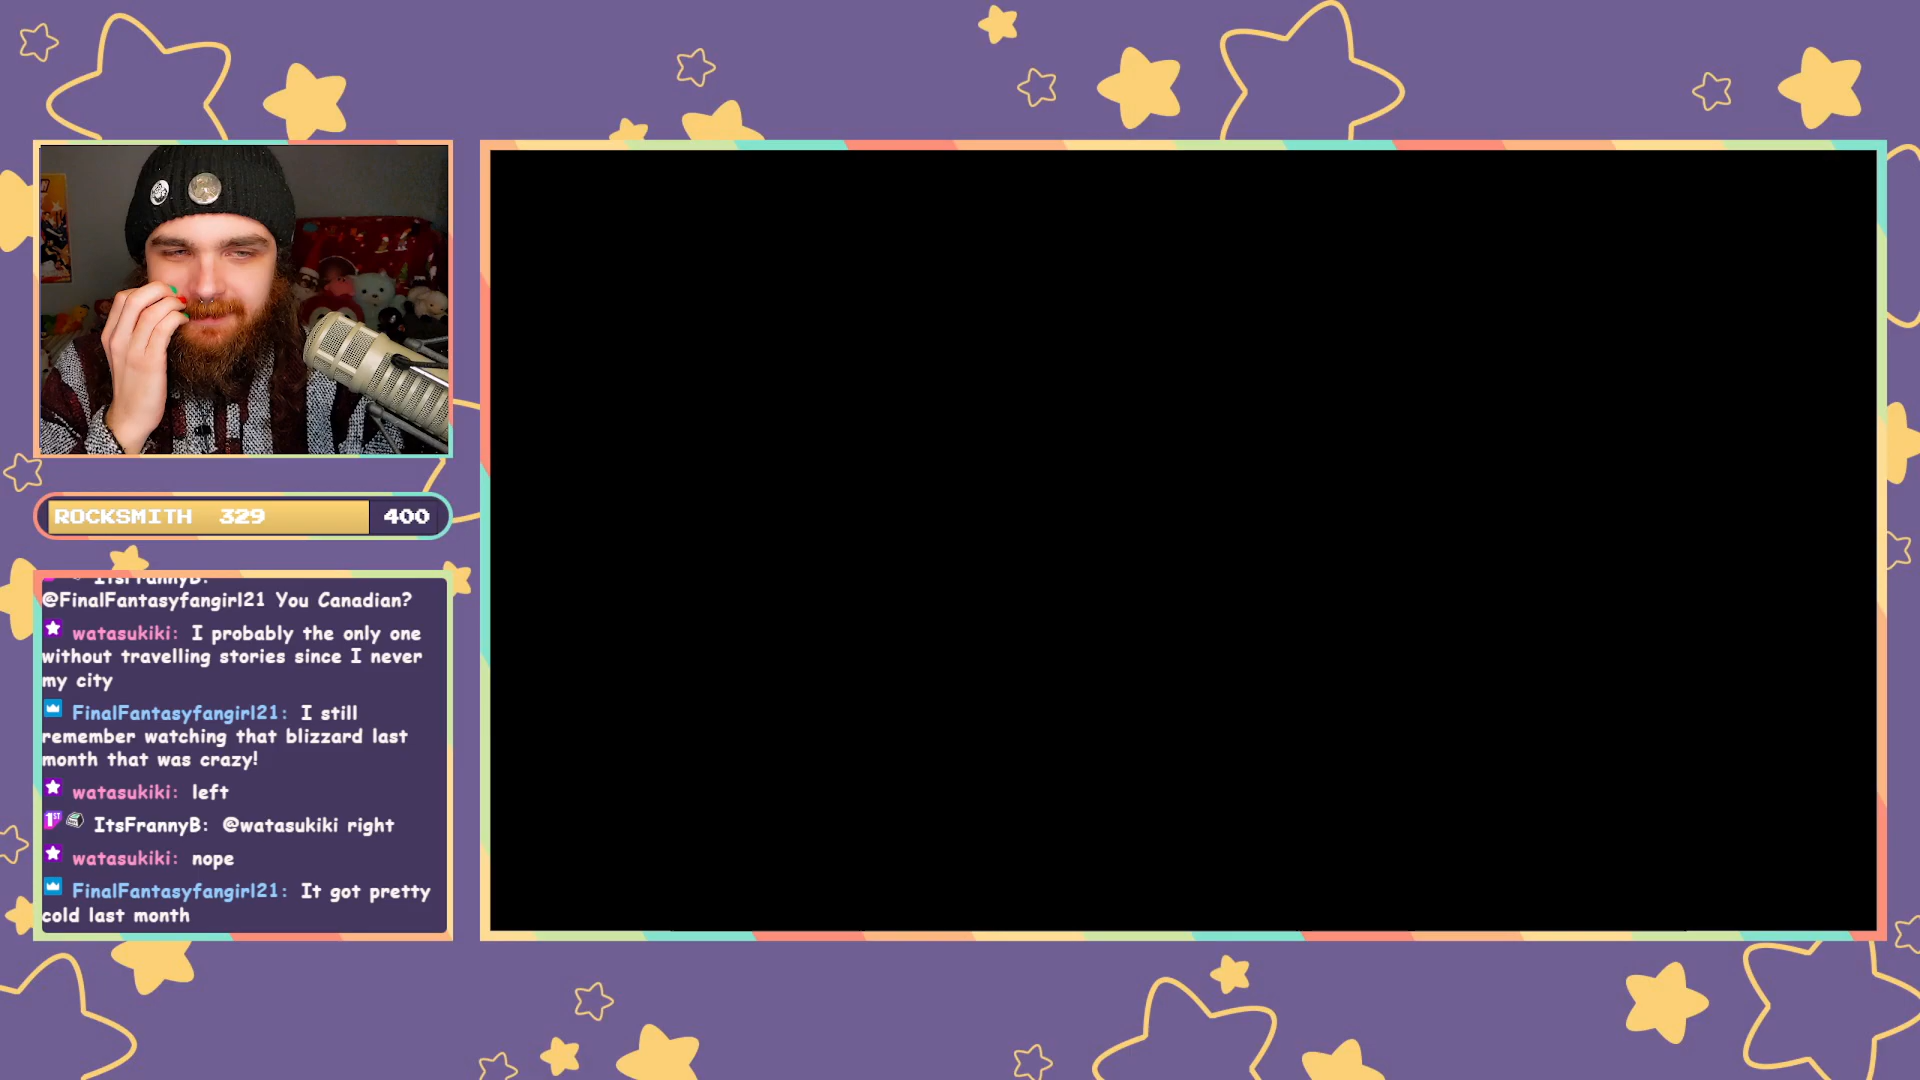 ROCKSMITH 329 400
ItsFrannyB:
@FinalFantasyfangirl21 You Canadian?
watasukiki: I probably the only one
without travelling stories since I never
my city
FinalFantasyfangirl21: I still
remember watching that blizzard last
month that was crazy!
watasukiki: left
1ST ItsFrannyB: @watasukiki right
watasukiki: nope
FinalFantasyfangirl21: It got pretty
cold last month